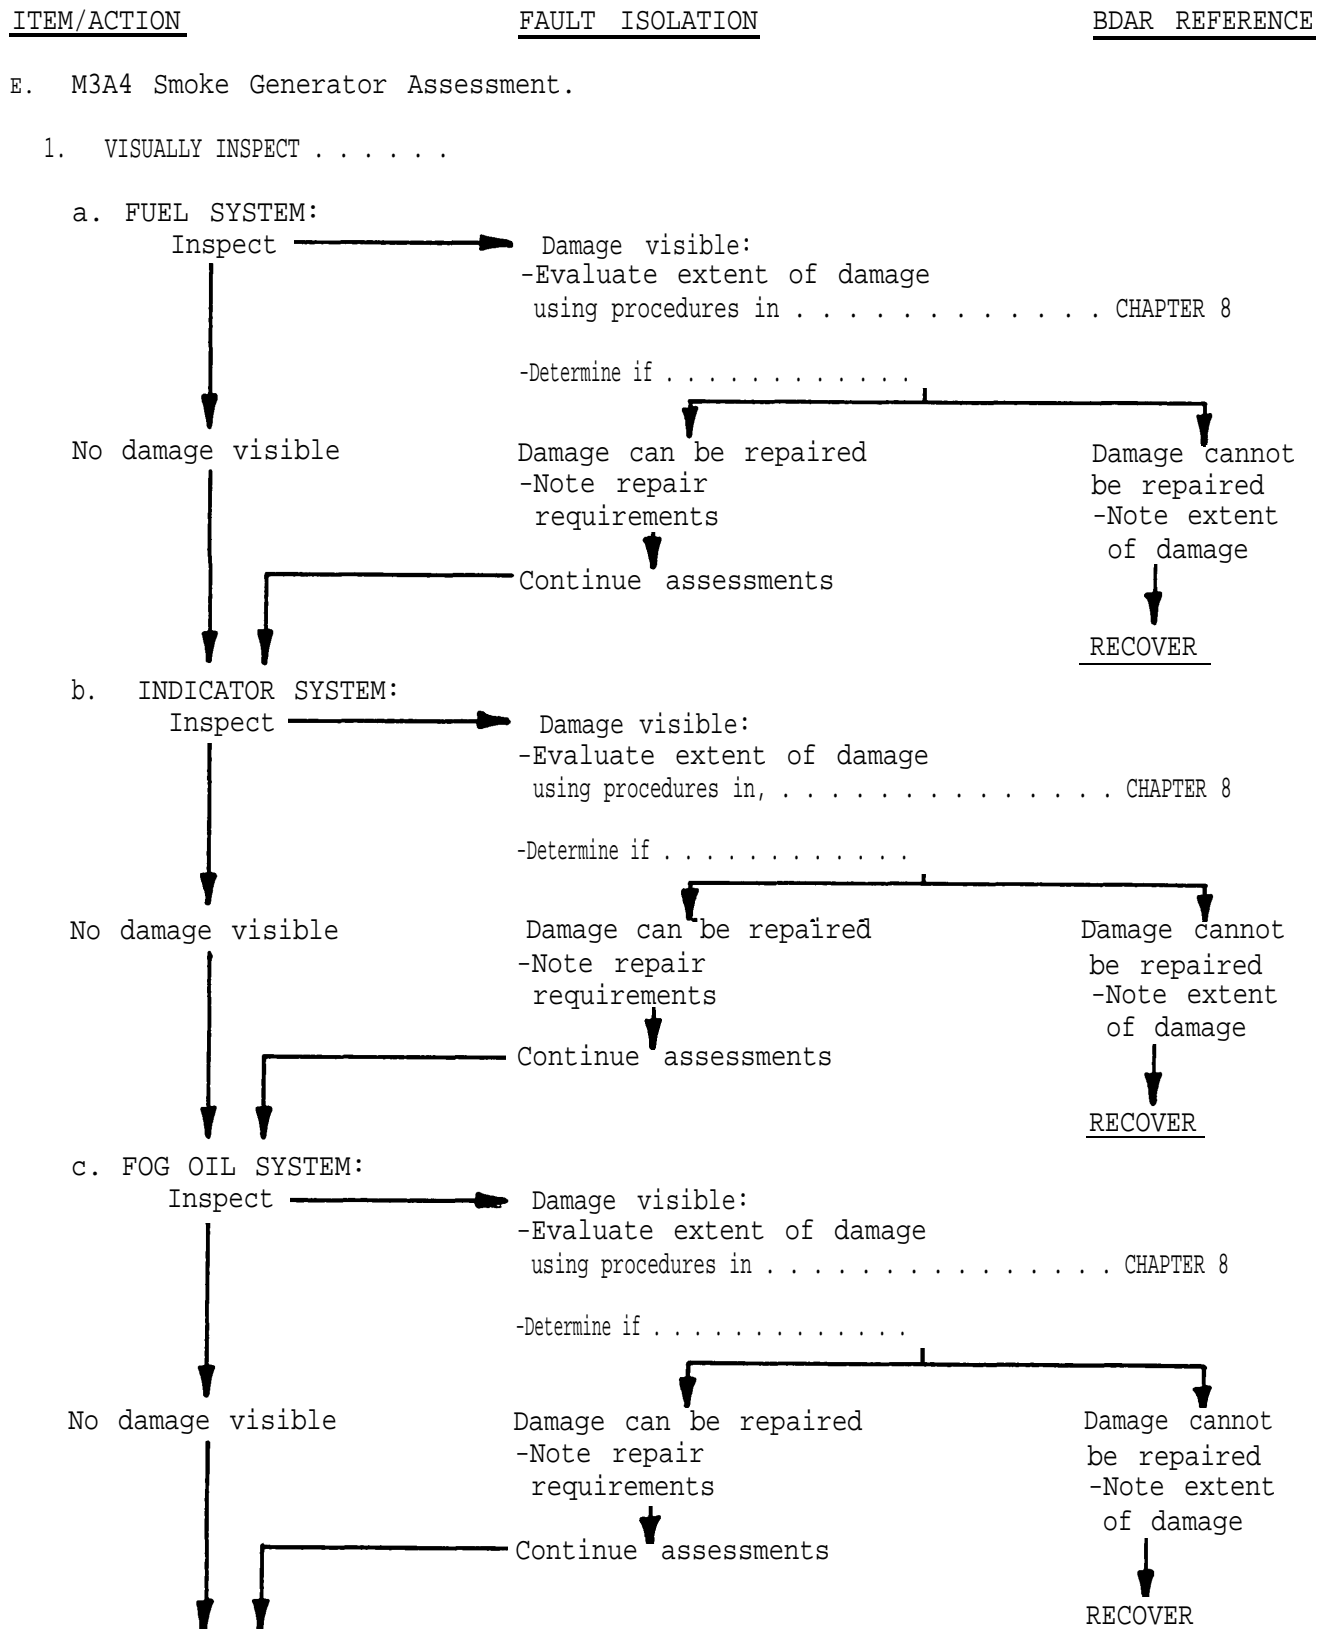 ITEM/ACTION FAULT ISOLATION BDAR REFERENCE
E. M3A4 Smoke Generator Assessment.
1. VISUALLY INSPECT . . . . . .
a. FUEL SYSTEM:
Inspect Damage visible:
-Evaluate extent of damage
using procedures in . . . . . . . . . . . . CHAPTER 8
-Determine if . . . . . . . . . . . .
No damage visible Damage can be repaired Damage cannot
-Note repair be repaired
requirements -Note extent
of damage
Continue assessments
RECOVER
b. INDICATOR SYSTEM:
Inspect Damage visible:
-Evaluate extent of damage
using procedures in, . . . . . . . . . . . . . . CHAPTER 8
-Determine if . . . . . . . . . . . .
No damage visible Damage can be repaired Damage cannot
-Note repair be repaired
requirements -Note extent
of damage
Continue assessments
RECOVER
c. FOG OIL SYSTEM:
Inspect Damage visible:
-Evaluate extent of damage
using procedures in . . . . . . . . . . . . . . . CHAPTER 8
-Determine if . . . . . . . . . . . . .
No damage visible Damage can be repaired Damage cannot
-Note repair be repaired
requirements -Note extent
of damage
Continue assessments
RECOVER